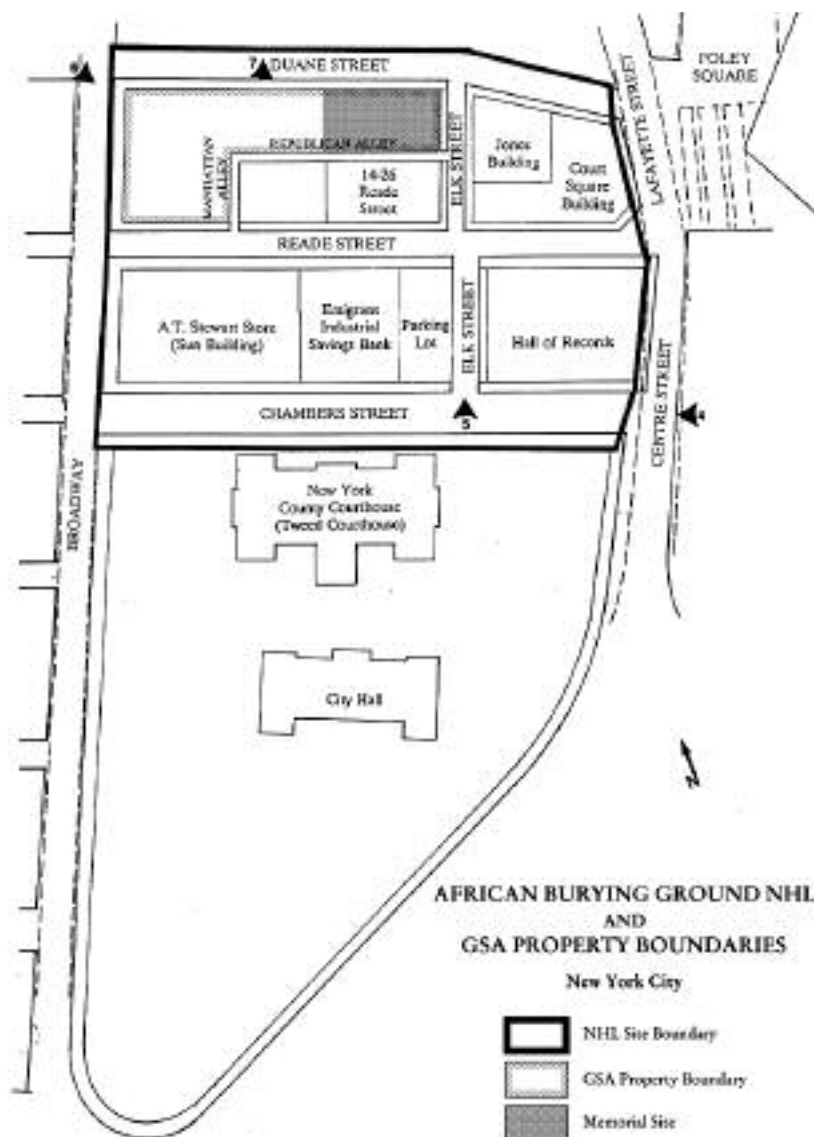 7
DUANE STREET
FOLEY
SQUARE
LAFAYETTE STREET
REPUBLICAN ALLEY
MANHATTAN
ALLEY
ELK STREET
Jones
Building
14-26
Reade
Street
Court
Square
Building
READE STREET
A.T. Stewart Store
(Sun Building)
Emigrant
Industrial
Savings Bank
Parking
Lot
ELK STREET
Hall of Records
CHAMBERS STREET
5
4
CENTRE STREET
BROADWAY
New York
County Courthouse
(Tweed Courthouse)
City Hall
N
AFRICAN BURYING GROUND NHL
AND
GSA PROPERTY BOUNDARIES
New York City
NHL Site Boundary
GSA Property Boundary
Memorial Site